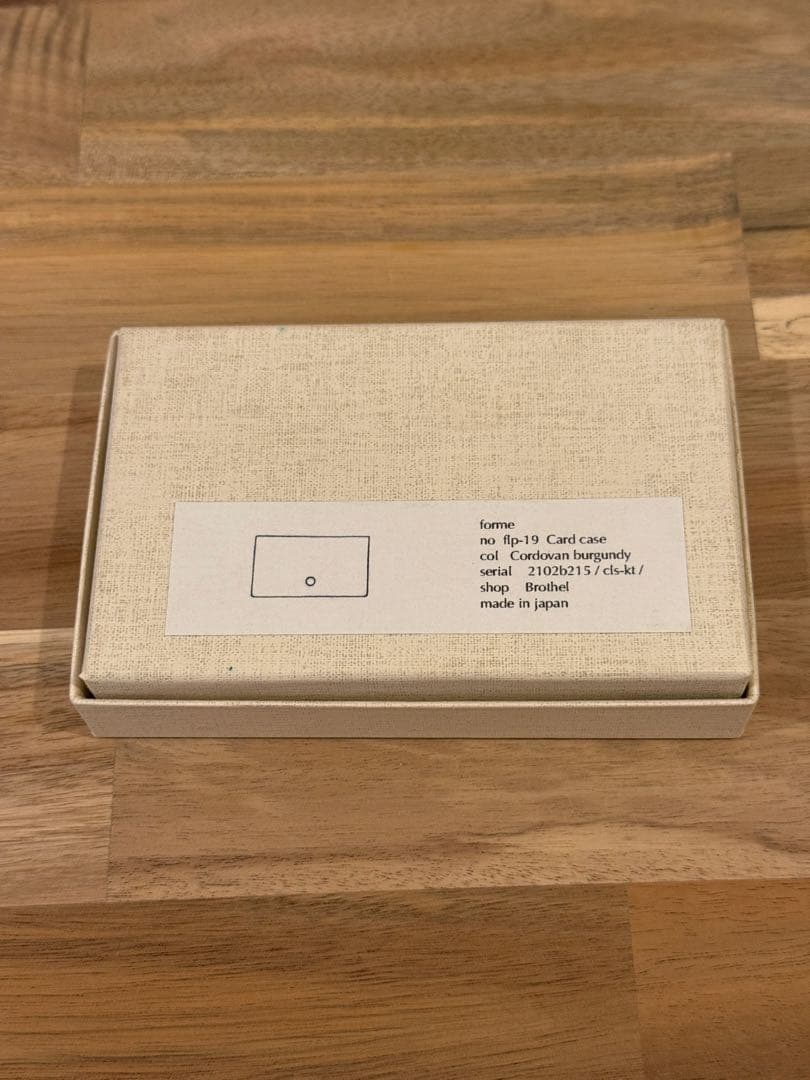 forme
no flp-19 Card case
col Cordovan burgundy
serial 2102b215 / cls-kt /
shop Brothel
made in japan